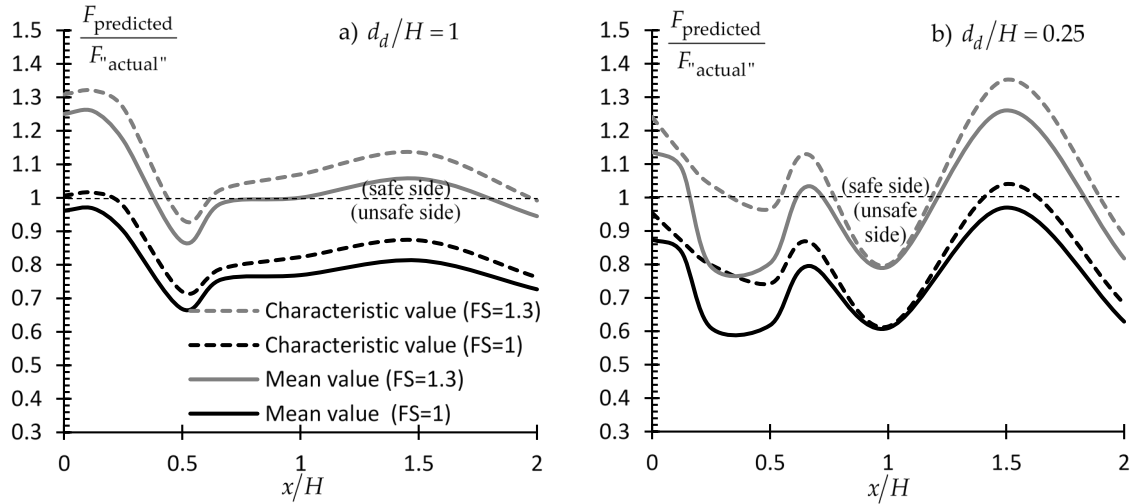 F_predicted
F_"actual"
a) d_d/H = 1
1.5
1.4
1.3
1.2
1.1
1
0.9
0.8
0.7
0.6
0.5
0.4
0.3
(safe side)
(unsafe side)
Characteristic value (FS=1.3)
Characteristic value (FS=1)
Mean value (FS=1.3)
Mean value (FS=1)
0 0.5 1 1.5 2
x/H
F_predicted
F_"actual"
b) d_d/H = 0.25
1.5
1.4
1.3
1.2
1.1
1
0.9
0.8
0.7
0.6
0.5
0.4
0.3
(safe side)
(unsafe
side)
0 0.5 1 1.5 2
x/H